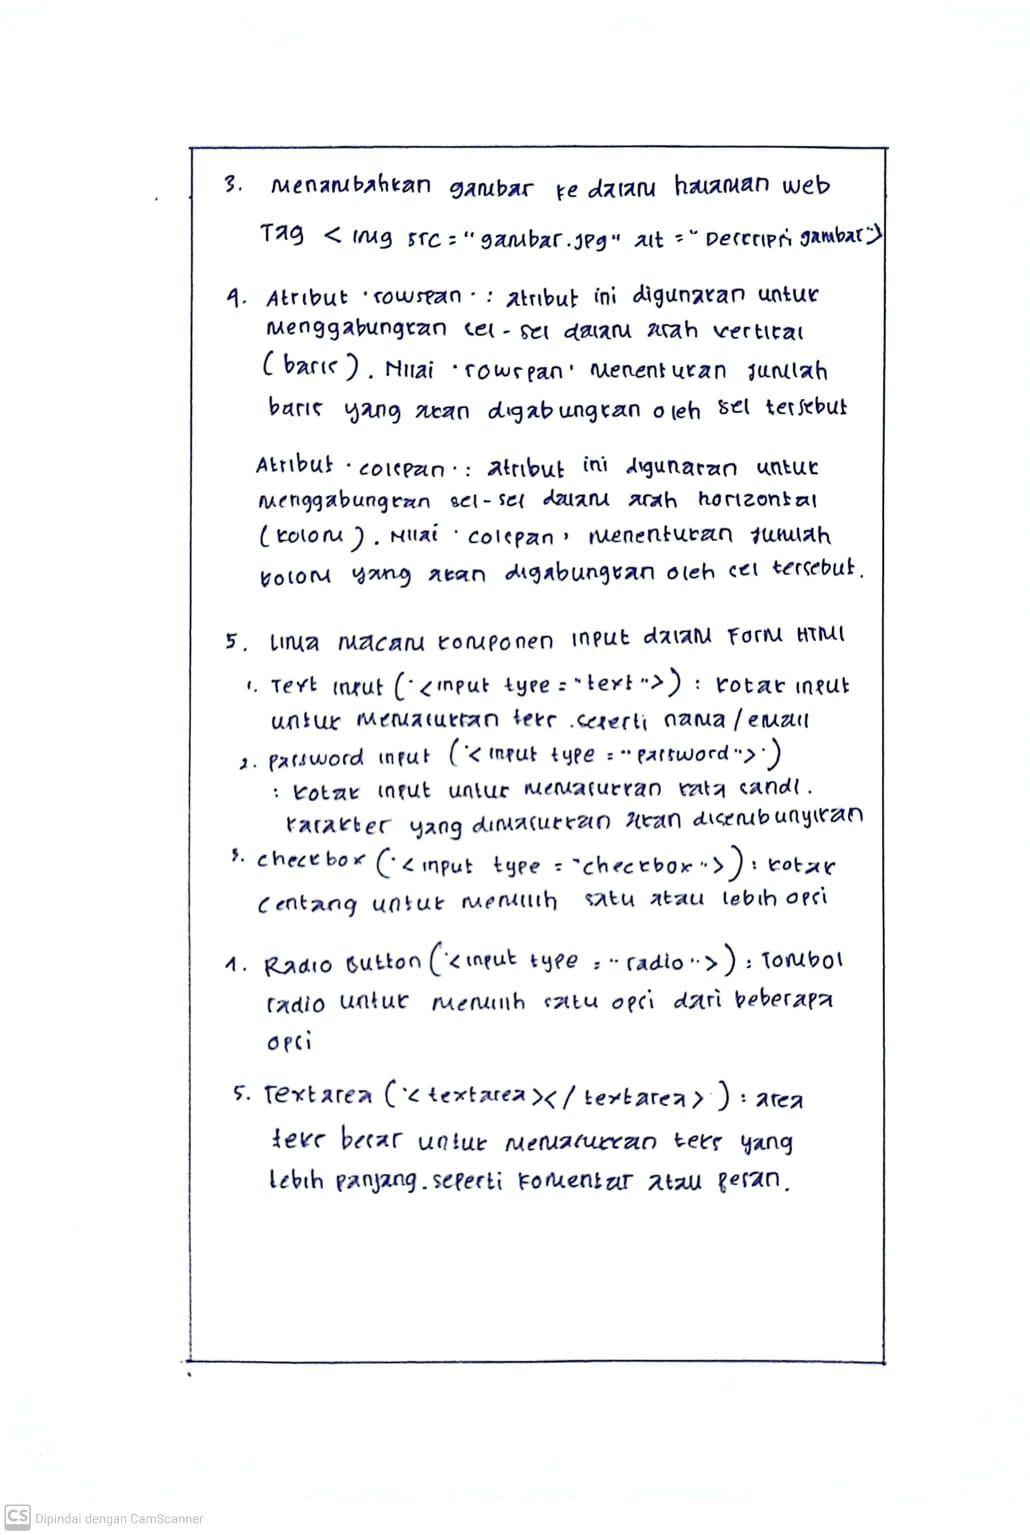 3. Menambahkan gambar ke dalam halaman web
Tag < img src = "gambar.jpg" alt = "Descripsi gambar">
4. Atribut 'rowspan' : atribut ini digunakan untuk
Menggabungkan sel - sel dalam arah vertikal
(baris). Nilai 'rowspan' Menentukan jumlah
baris yang akan digabungkan oleh sel tersebut
Atribut 'colspan' : atribut ini digunakan untuk
Menggabungkan sel-sel dalam arah horizontal
(kolom). Nilai 'colspan' Menentukan jumlah
kolom yang akan digabungkan oleh sel tersebut.
5. Lima Macam komponen input dalam Form HTML
1. Text input ('<input type = "text">) : kotak input
untuk Memasukkan teks .seperti nama/email
2. password input ('<input type = "password">')
: kotak input untuk memasukkan kata sandi.
karakter yang dimasukkan akan disembunyikan
3. checkbox ('<input type = "checkbox">) : kotak
Centang untuk memilih satu atau lebih opsi
4. Radio Button ('<input type = "radio">) : Tombol
radio untuk memilih satu opsi dari beberapa
opsi
5. Textarea ('<textarea></textarea>') : area
teks besar untuk memasukkan teks yang
lebih panjang.seperti komentar atau pesan.
CS Dipindai dengan CamScanner